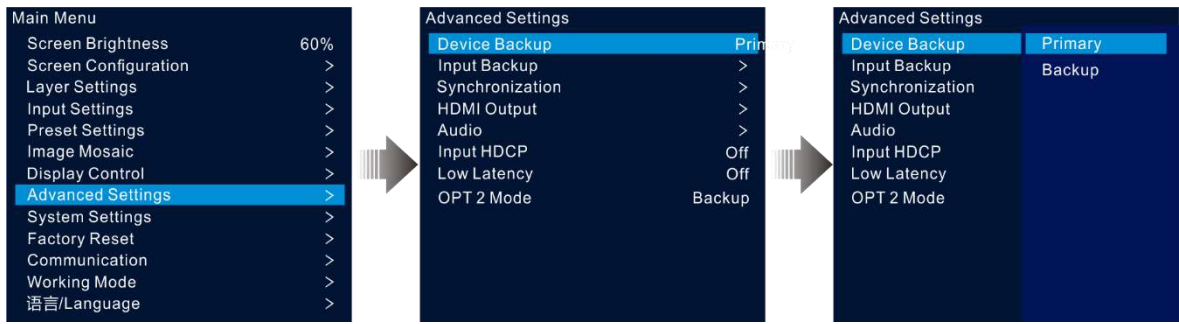 Main Menu
Screen Brightness 60%
Screen Configuration >
Layer Settings >
Input Settings >
Preset Settings >
Image Mosaic >
Display Control >
Advanced Settings >
System Settings >
Factory Reset >
Communication >
Working Mode >
语言/Language >
Advanced Settings
Device Backup Primary
Input Backup >
Synchronization >
HDMI Output >
Audio >
Input HDCP Off
Low Latency Off
OPT 2 Mode Backup
Advanced Settings
Device Backup Primary
Input Backup Backup
Synchronization
HDMI Output
Audio
Input HDCP
Low Latency
OPT 2 Mode